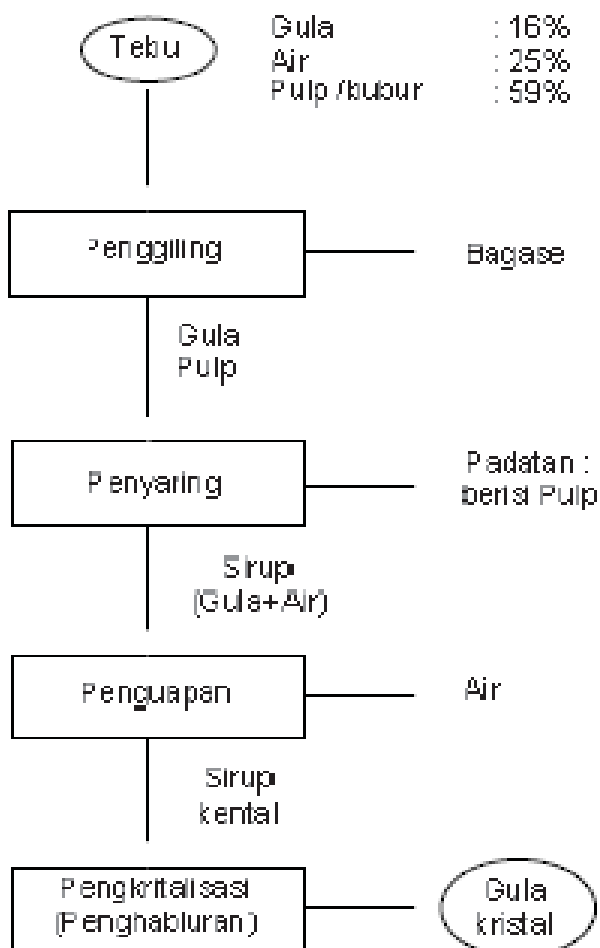 Tebu
Gula : 16%
Air : 25%
Pulp /bubur : 59%
Penggiling
Bagase
Gula
Pulp
Penyaring
Padatan :
berisi Pulp
Sirup
(Gula+Air)
Penguapan
Air
Sirup
kental
Pengkritalisasi
(Penghabluran)
Gula
kristal